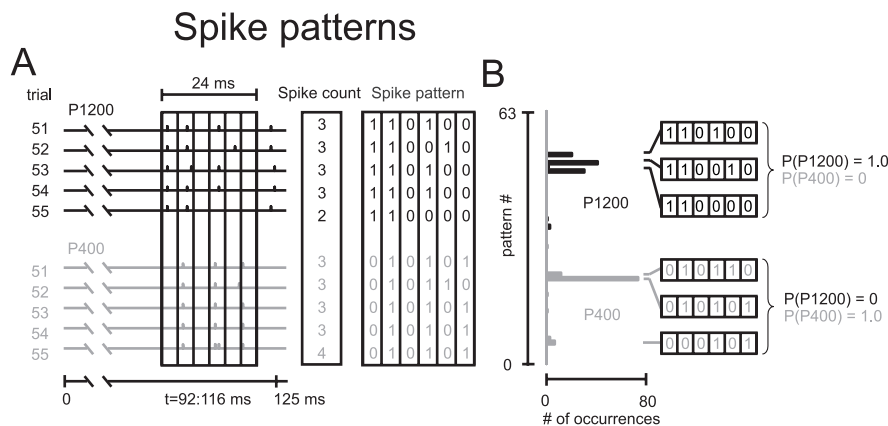 Spike patterns
A
trial
P1200
24 ms
Spike count
Spike pattern
51 3 1 1 0 1 0 0
52 3 1 1 0 0 1 0
53 3 1 1 0 1 0 0
54 3 1 1 0 1 0 0
55 2 1 1 0 0 0 0
P400
51 3 0 1 0 1 0 1
52 3 0 1 0 1 0 1
53 3 0 1 0 1 0 1
54 3 0 1 0 1 0 1
55 4 0 1 0 1 0 1
0 t=92:116 ms 125 ms
B
63
pattern #
0
P1200
P400
1 1 0 1 0 0
1 1 0 0 1 0
1 1 0 0 0 0
P(P1200) = 1.0
P(P400) = 0
0 1 0 1 1 0
0 1 0 1 0 1
0 0 0 1 0 1
P(P1200) = 0
P(P400) = 1.0
0 80
# of occurrences